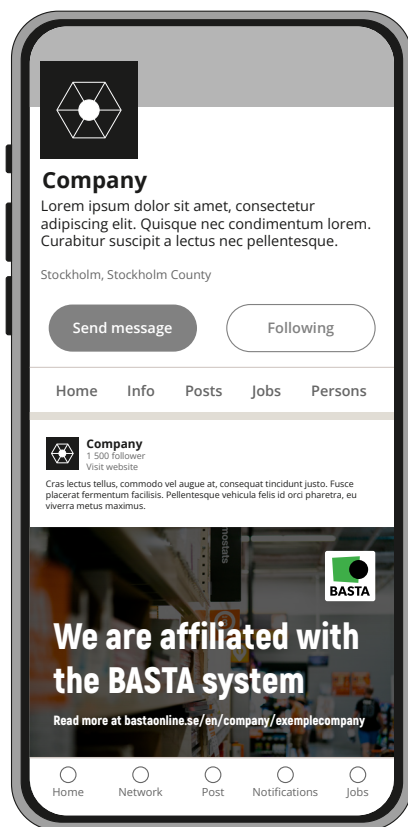 Company
Lorem ipsum dolor sit amet, consectetur
adipiscing elit. Quisque nec condimentum lorem.
Curabitur suscipit a lectus nec pellentesque.
Stockholm, Stockholm County
Send message
Following
Home Info Posts Jobs Persons
Company
1 500 follower
Visit website
Cras lectus tellus, commodo vel augue at, consequat tincidunt justo. Fusce
placerat fermentum facilisis. Pellentesque vehicula felis id orci pharetra, eu
viverra metus maximus.
mostats
BASTA
We are affiliated with
the BASTA system
Read more at bastaonline.se/en/company/exemplecompany
Home Network Post Notifications Jobs